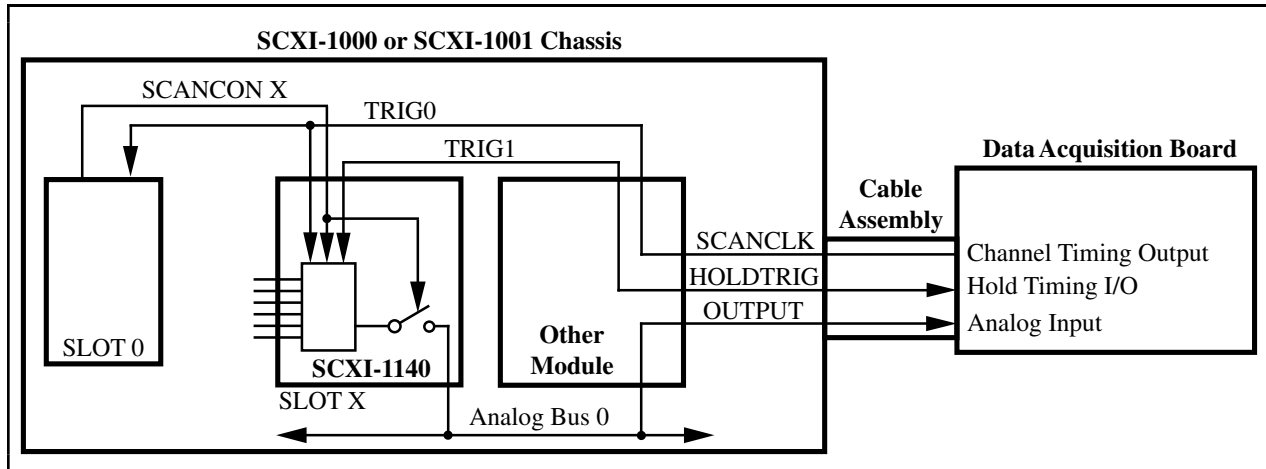 SCXI-1000 or SCXI-1001 Chassis
SCANCON X
TRIG0
TRIG1
Data Acquisition Board
Cable
Assembly
SCANCLK
Channel Timing Output
HOLDTRIG
Hold Timing I/O
OUTPUT
Analog Input
SLOT 0
Other
Module
SCXI-1140
SLOT X
Analog Bus 0